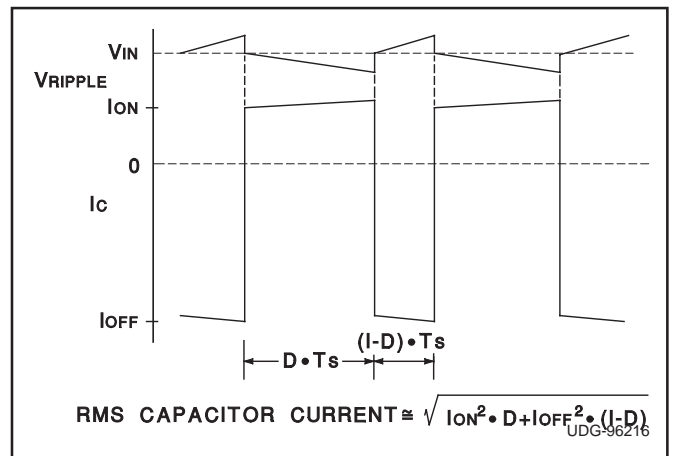 VIN
VRIPPLE
ION
0
IC
IOFF
(I-D)•Ts
D•Ts
RMS CAPACITOR CURRENT≅ √ION²•D+IOFF²•(I-D)
UDG-96216